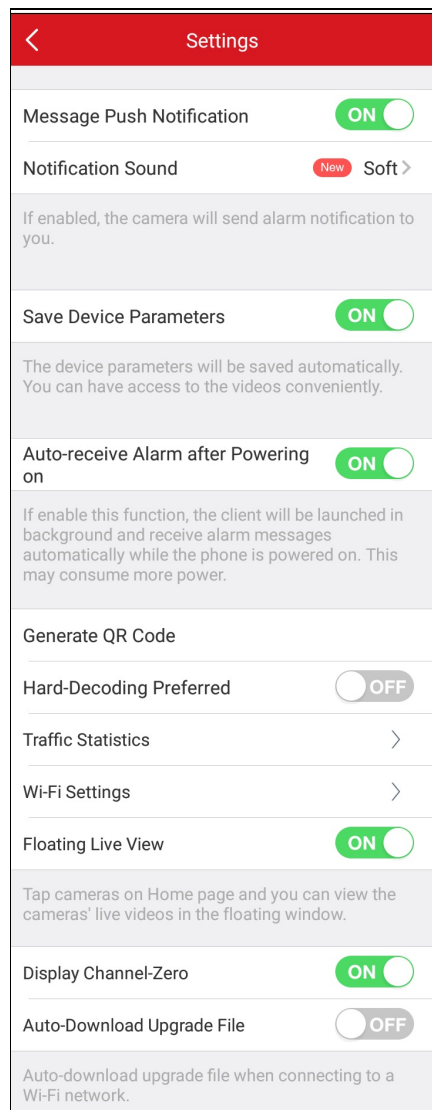 Settings
Message Push Notification ON
Notification Sound New Soft
If enabled, the camera will send alarm notification to
you.
Save Device Parameters ON
The device parameters will be saved automatically.
You can have access to the videos conveniently.
Auto-receive Alarm after Powering
on
ON
If enable this function, the client will be launched in
background and receive alarm messages
automatically while the phone is powered on. This
may consume more power.
Generate QR Code
Hard-Decoding Preferred OFF
Traffic Statistics
Wi-Fi Settings
Floating Live View ON
Tap cameras on Home page and you can view the
cameras' live videos in the floating window.
Display Channel-Zero ON
Auto-Download Upgrade File OFF
Auto-download upgrade file when connecting to a
Wi-Fi network.